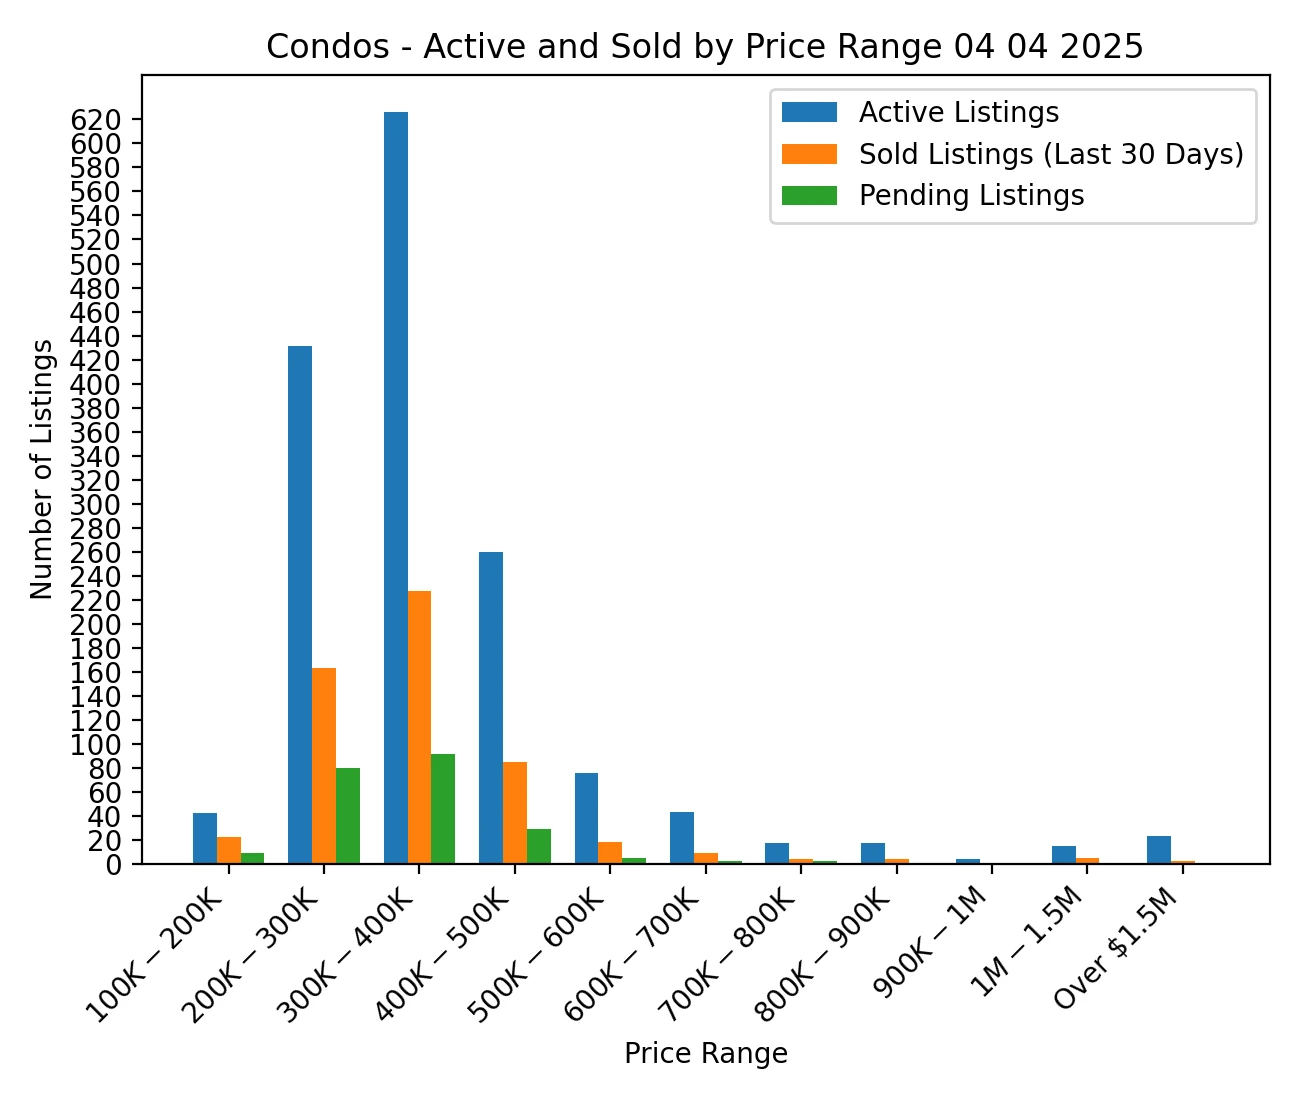 Condos - Active and Sold by Price Range 04 04 2025
Active Listings
Sold Listings (Last 30 Days)
Pending Listings
Number of Listings
620
600
580
560
540
520
500
480
460
440
420
400
380
360
340
320
300
280
260
240
220
200
180
160
140
120
100
80
60
40
20
0
100K − 200K
200K − 300K
300K − 400K
400K − 500K
500K − 600K
600K − 700K
700K − 800K
800K − 900K
900K − 1M
1M − 1.5M
Over $1.5M
Price Range